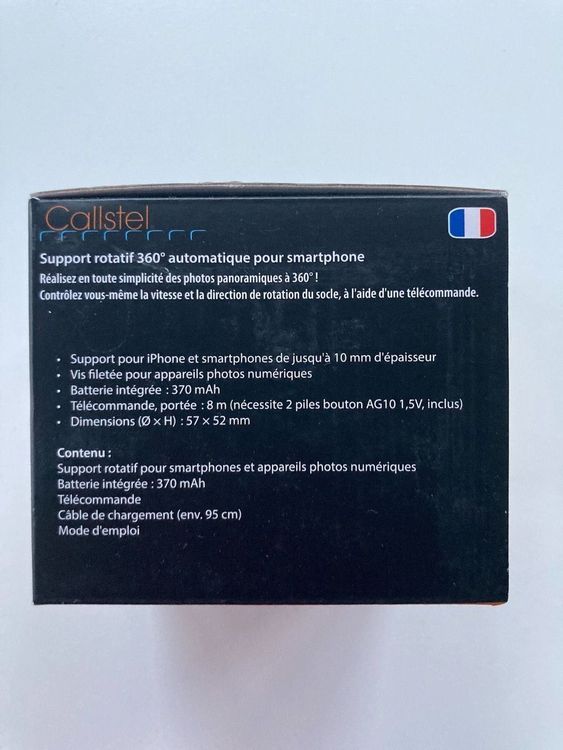 Callstel
Support rotatif 360° automatique pour smartphone
Réalisez en toute simplicité des photos panoramiques à 360° !
Contrôlez vous-même la vitesse et la direction de rotation du socle, à l'aide d'une télécommande.
• Support pour iPhone et smartphones de jusqu'à 10 mm d'épaisseur
• Vis filetée pour appareils photos numériques
• Batterie intégrée : 370 mAh
• Télécommande, portée : 8 m (nécessite 2 piles bouton AG10 1,5V, inclus)
• Dimensions (Ø × H) : 57 × 52 mm
Contenu :
Support rotatif pour smartphones et appareils photos numériques
Batterie intégrée : 370 mAh
Télécommande
Câble de chargement (env. 95 cm)
Mode d'emploi